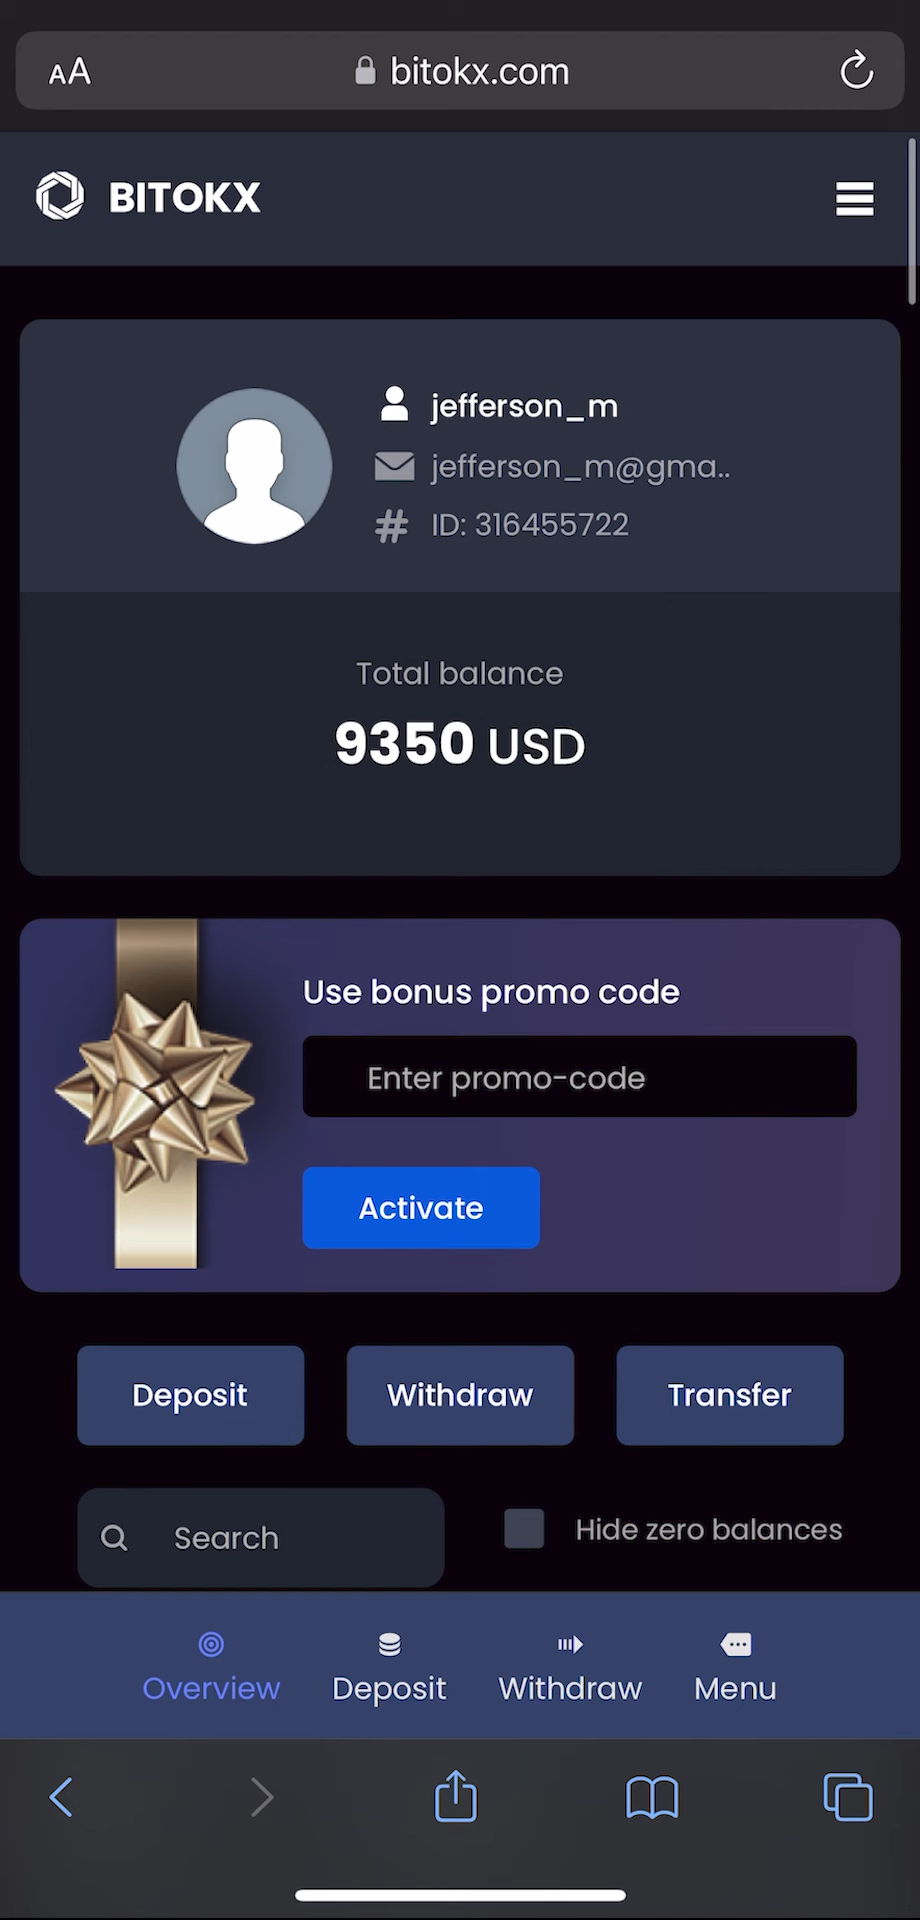 AA
bitokx.com
BITOKX
jefferson_m
jefferson_m@gma..
# ID: 316455722
Total balance
9350 USD
Use bonus promo code
Enter promo-code
Activate
Deposit Withdraw Transfer
Search Hide zero balances
Overview Deposit Withdraw Menu